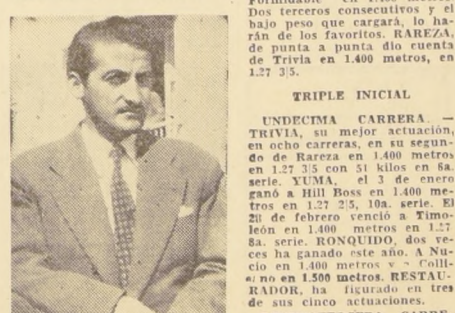 Dos terceros consecutivos y el
bajo peso que cargará, lo ha-
rán de los favoritos. RAREZA,
de punta a punta dio cuenta
de Trivia en 1.400 metros, en
1.27 3|5.
TRIPLE INICIAL
UNDECIMA CARRERA. —
TRIVIA, su mejor actuación,
en ocho carreras, en su segun-
do de Rareza en 1.400 metros
en 1.27 3|5 con 51 kilos en 6a.
serie. YUMA, el 3 de enero
ganó a Hill Boss en 1.400 me-
tros en 1.27 2|5, 10a. serie. El
28 de febrero venció a Timo-
león en 1.400 metros en 1.27
8a. serie. RONQUIDO, dos ve-
ces ha ganado este año. A Nu-
cio en 1.400 metros y a
no en 1.500 metros. RESTAU-
RADOR, ha figurado en tres
de sus cinco actuaciones.